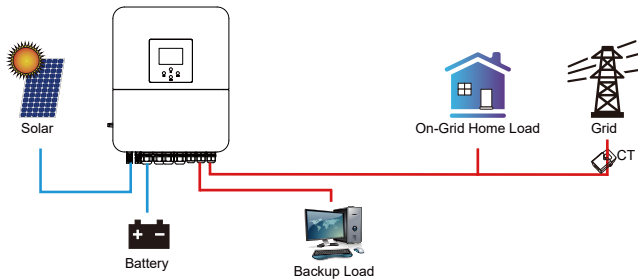 Solar
On-Grid Home Load
Grid
CT
Battery
Backup Load